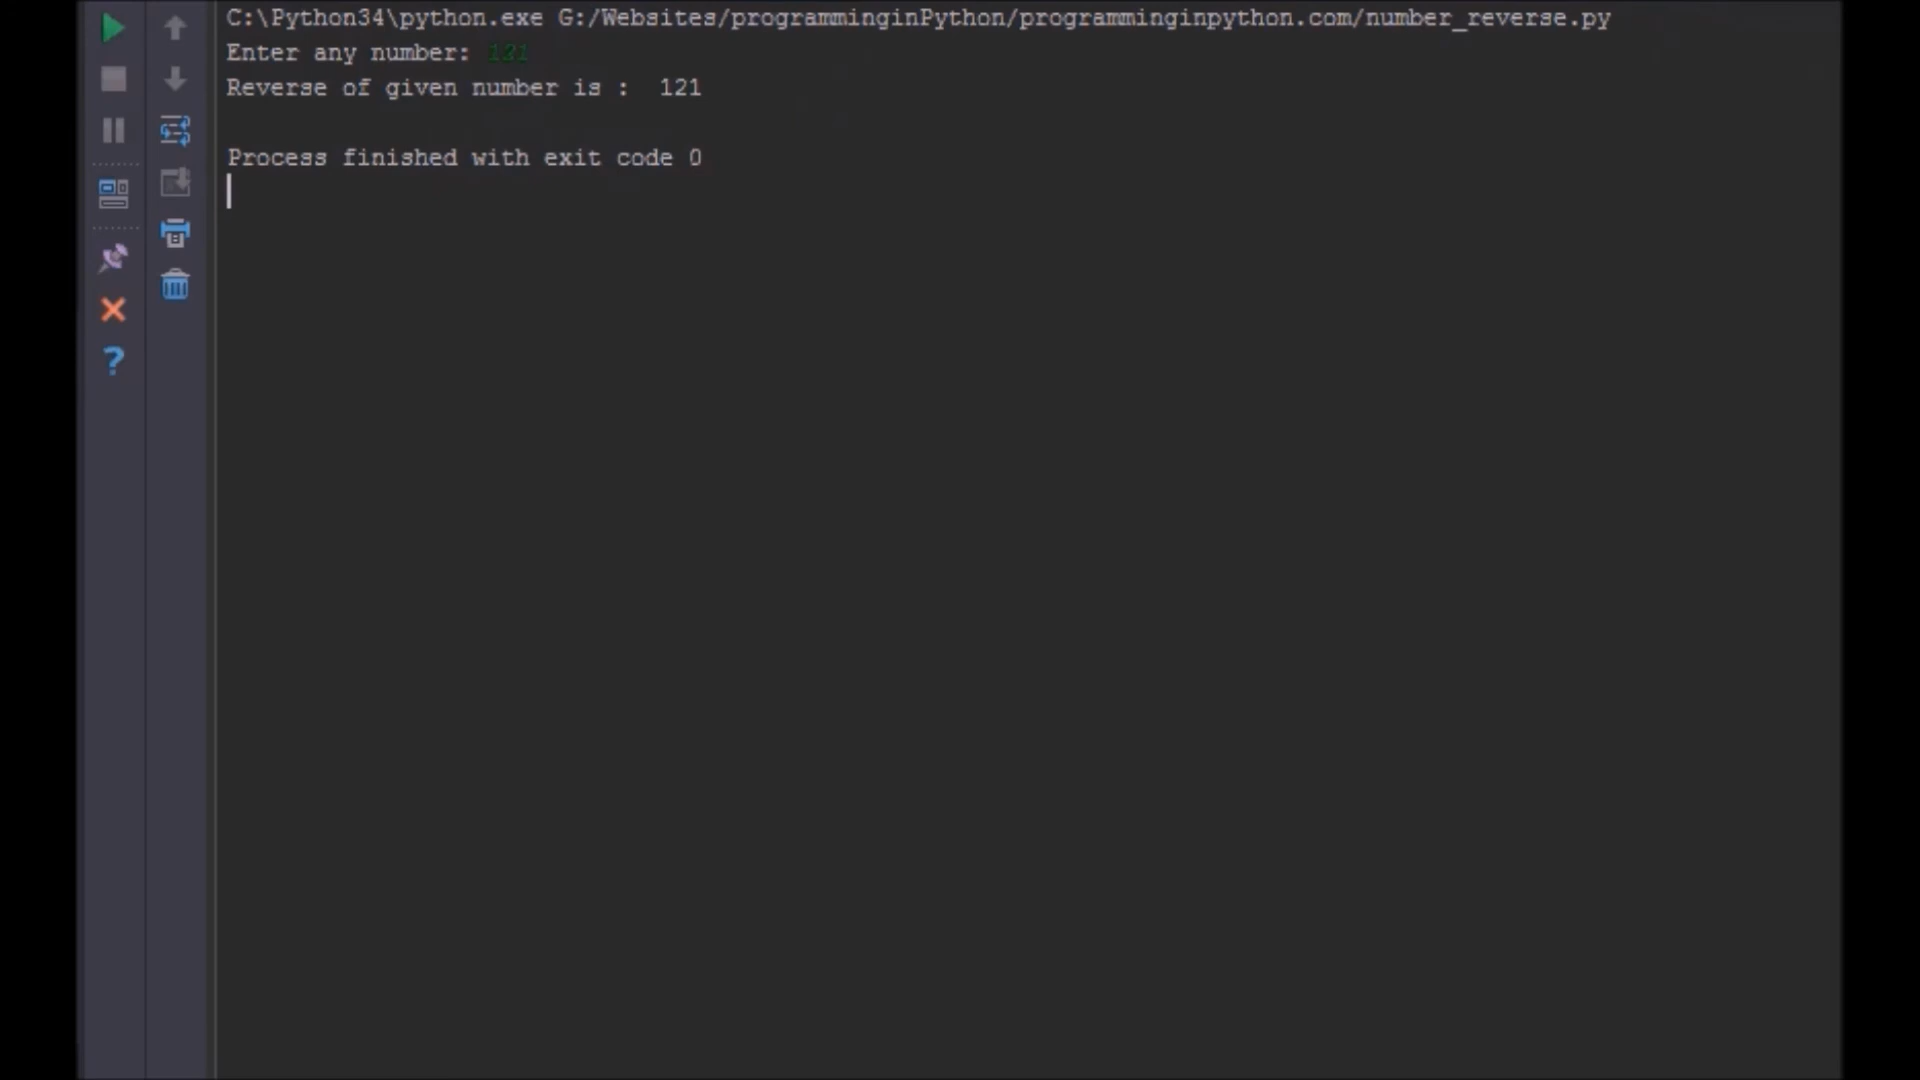 C:\Python34\python.exe G:/Websites/programminginPython/programminginpython.com/number_reverse.py
Enter any number: 121
Reverse of given number is :  121
Process finished with exit code 0